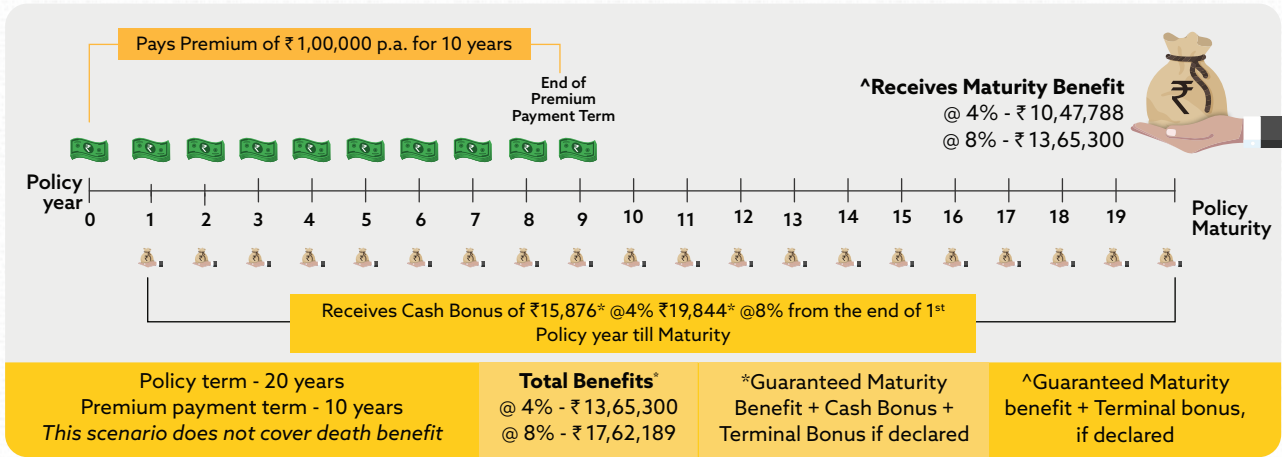 Pays Premium of ₹1,00,000 p.a. for 10 years
End of
Premium
Payment Term
^Receives Maturity Benefit
@ 4% - ₹ 10,47,788
@ 8% - ₹ 13,65,300
₹
Policy
year
0 1 2 3 4 5 6 7 8 9 10 11 12 13 14 15 16 17 18 19
Policy
Maturity
Receives Cash Bonus of ₹15,876* @4% ₹19,844* @8% from the end of 1st
Policy year till Maturity
Policy term - 20 years
Premium payment term - 10 years
This scenario does not cover death benefit
Total Benefits*
@ 4% - ₹ 13,65,300
@ 8% - ₹ 17,62,189
*Guaranteed Maturity
Benefit + Cash Bonus +
Terminal Bonus if declared
^Guaranteed Maturity
benefit + Terminal bonus,
if declared